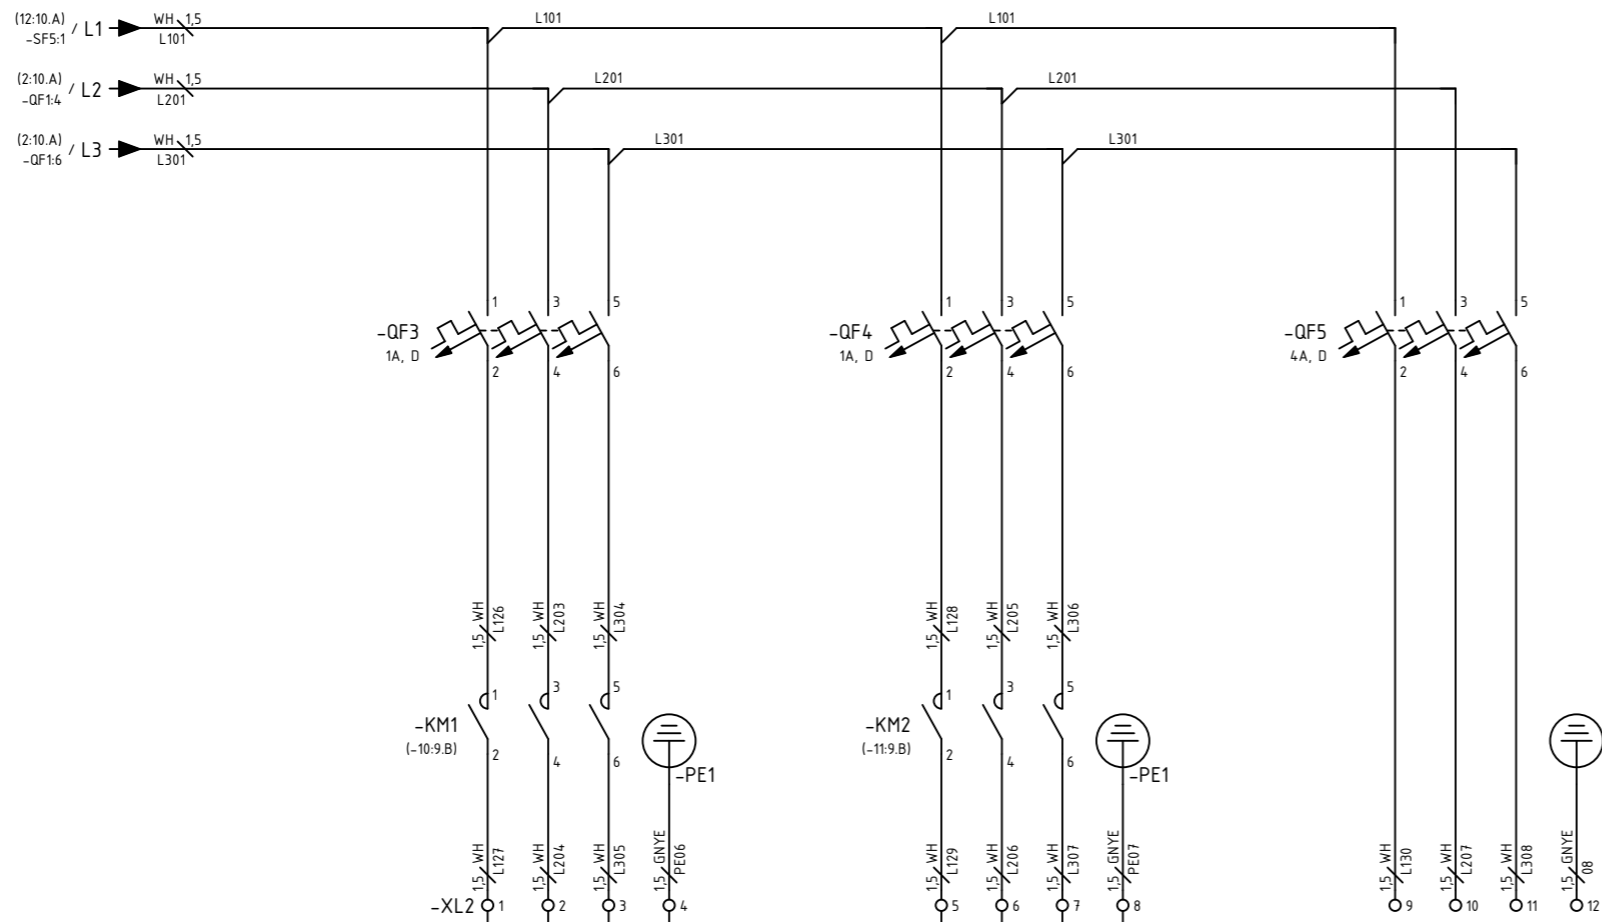 (12:10.A) / L1 WH 1,5 L101 L101
-SF5:1 L101
(2:10.A) / L2 WH 1,5 L201 L201
-QF1:4 L201
(2:10.A) / L3 WH 1,5 L301 L301
-QF1:6 L301
1 3 5 1 3 5 1 3 5
-QF3 -QF4 -QF5
1A, D 1A, D 4A, D
2 4 6 2 4 6 2 4 6
1,5 WH L126 1,5 WH L203 1,5 WH L304 1,5 WH L128 1,5 WH L205 1,5 WH L306
1 3 5 1 3 5
-KM1 -KM2
(-10:9.B) (-11:9.B)
2 4 6 2 4 6
-PE1 -PE1
1,5 WH L127 1,5 WH L204 1,5 WH L305 1,5 GNYE PE06 1,5 WH L129 1,5 WH L206 1,5 WH L307 1,5 GNYE PE07 1,5 WH L130 1,5 WH L207 1,5 WH L308 1,5 GNYE 08
-XL2 1 2 3 4 5 6 7 8 9 10 11 12